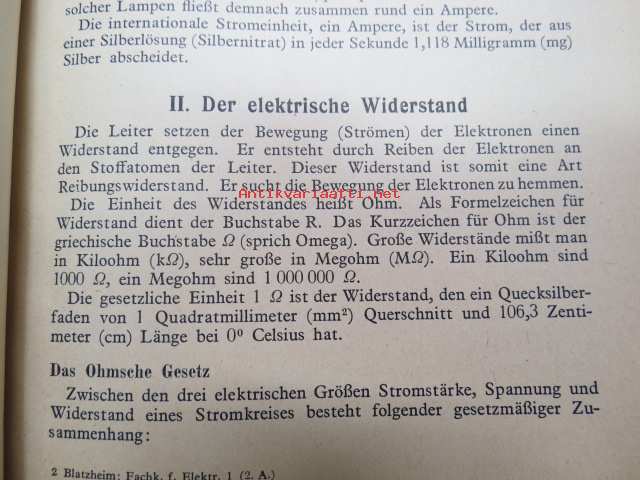 solcher Lampen fließt demnach zusammen rund ein Ampere.
Die internationale Stromeinheit, ein Ampere, ist der Strom, der aus
einer Silberlösung (Silbernitrat) in jeder Sekunde 1,118 Milligramm (mg)
Silber abscheidet.
II. Der elektrische Widerstand
Die Leiter setzen der Bewegung (Strömen) der Elektronen einen
Widerstand entgegen. Er entsteht durch Reiben der Elektronen an
den Stoffatomen der Leiter. Dieser Widerstand ist somit eine Art
Reibungswiderstand. Er sucht die Bewegung der Elektronen zu hemmen.
Antikvariaatti.net
Die Einheit des Widerstandes heißt Ohm. Als Formelzeichen für
Widerstand dient der Buchstabe R. Das Kurzzeichen für Ohm ist der
griechische Buchstabe Ω (sprich Omega). Große Widerstände mißt man
in Kiloohm (kΩ), sehr große in Megohm (MΩ). Ein Kiloohm sind
1000 Ω, ein Megohm sind 1 000 000 Ω.
Die gesetzliche Einheit 1 Ω ist der Widerstand, den ein Quecksilber-
faden von 1 Quadratmillimeter (mm²) Querschnitt und 106,3 Zenti-
meter (cm) Länge bei 0⁰ Celsius hat.
Das Ohmsche Gesetz
Zwischen den drei elektrischen Größen Stromstärke, Spannung und
Widerstand eines Stromkreises besteht folgender gesetzmäßiger Zu-
sammenhang:
2 Blatzheim: Fachk. f. Elektr. 1 (2. A.)